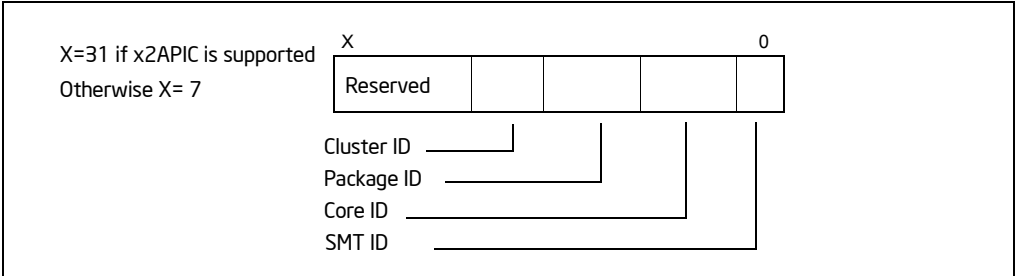 X=31 if x2APIC is supported
Otherwise X= 7
X 0
Reserved
Cluster ID
Package ID
Core ID
SMT ID